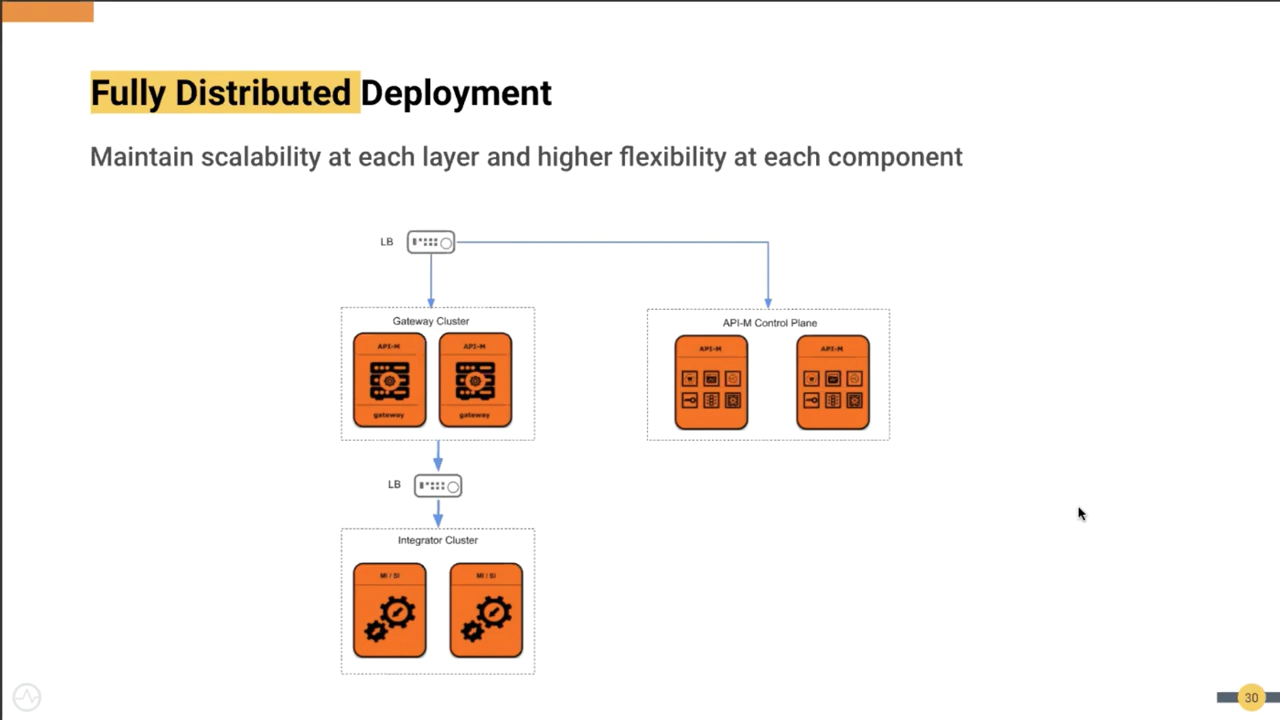 Fully Distributed Deployment
Maintain scalability at each layer and higher flexibility at each component
LB
Gateway Cluster
API-M Control Plane
API-M
API-M
API-M
API-M
gateway
gateway
LB
Integrator Cluster
MI / SI
MI / SI
30